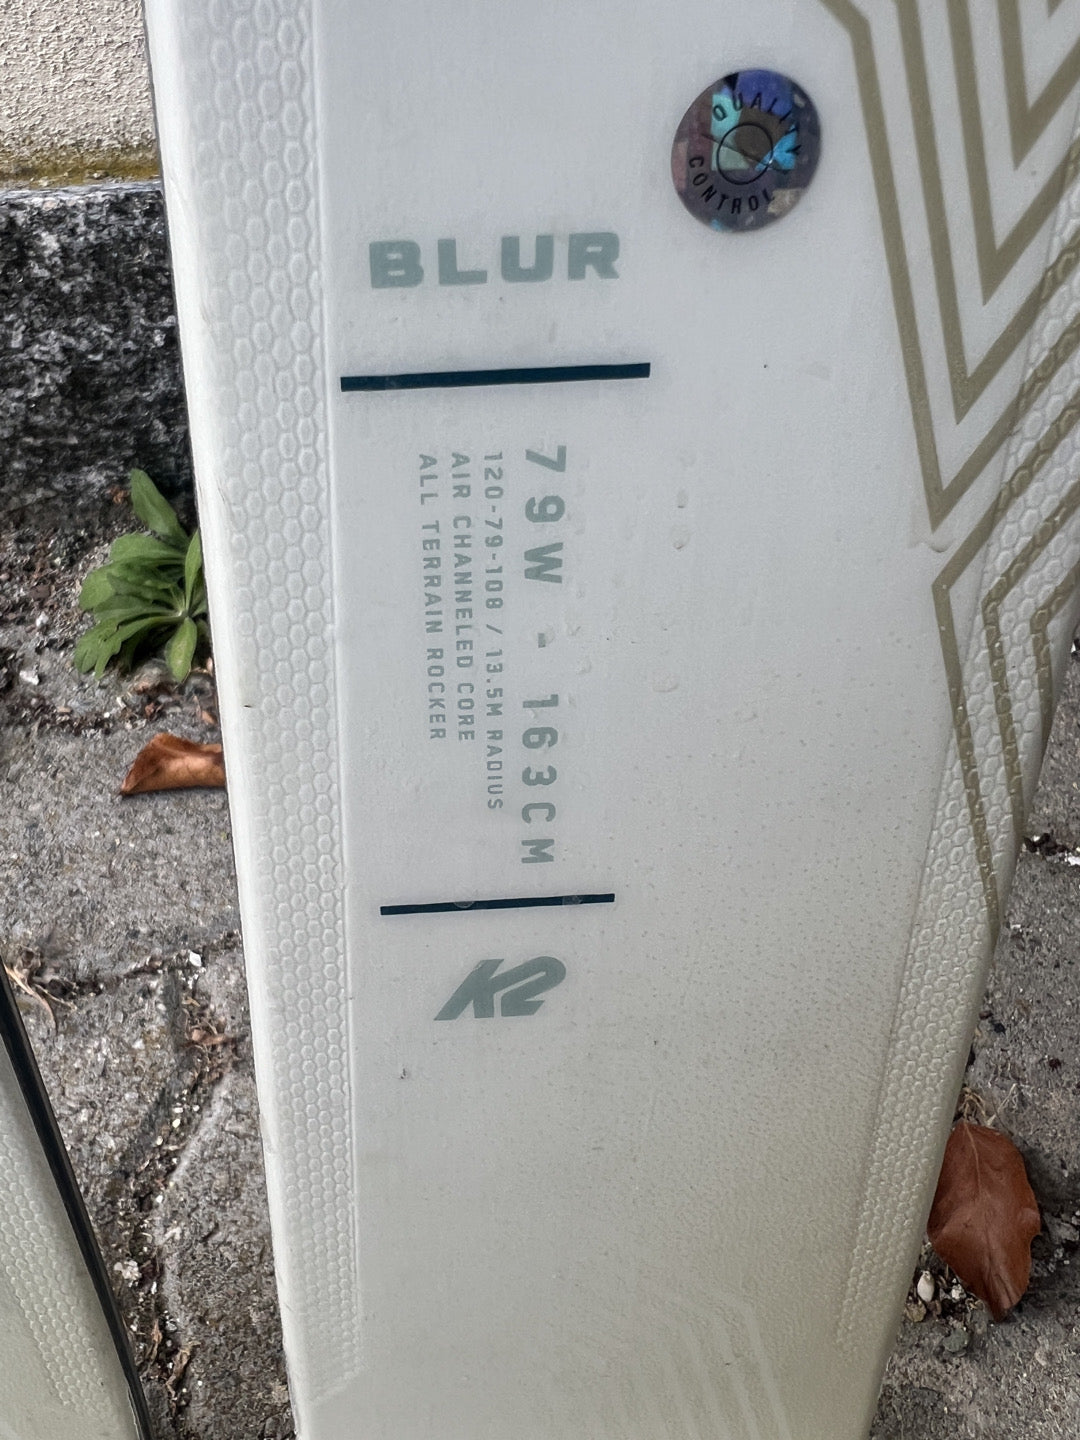 QUALITY
CONTROL
BLUR
79W - 163CM
120-79-108 / 13.5M RADIUS
AIR CHANNELED CORE
ALL TERRAIN ROCKER
K2